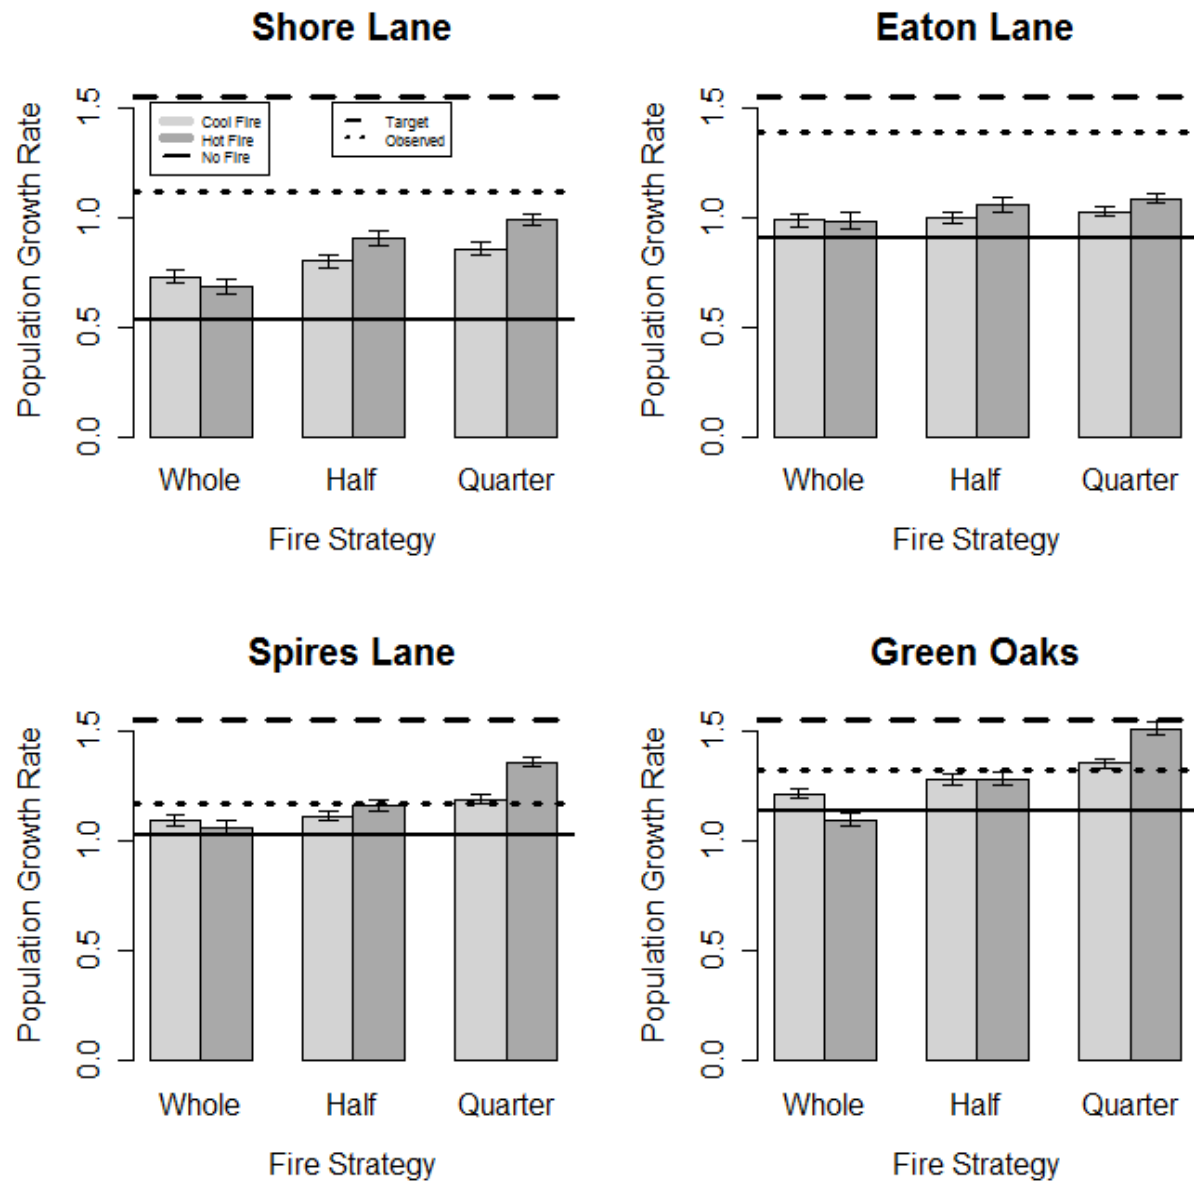 Shore Lane
Population Growth Rate
0.0 0.5 1.0 1.5
Cool Fire
Hot Fire
No Fire
Target
Observed
Whole Half Quarter
Fire Strategy
Eaton Lane
Population Growth Rate
0.0 0.5 1.0 1.5
Whole Half Quarter
Fire Strategy
Spires Lane
Population Growth Rate
0.0 0.5 1.0 1.5
Whole Half Quarter
Fire Strategy
Green Oaks
Population Growth Rate
0.0 0.5 1.0 1.5
Whole Half Quarter
Fire Strategy